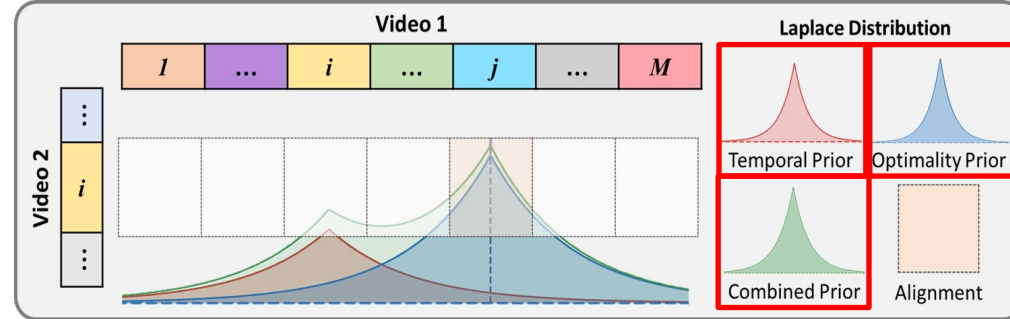 Video 1
Laplace Distribution
1 ... i ... j ... M
Video 2
⋮
i
⋮
Temporal Prior
Optimality Prior
Combined Prior
Alignment